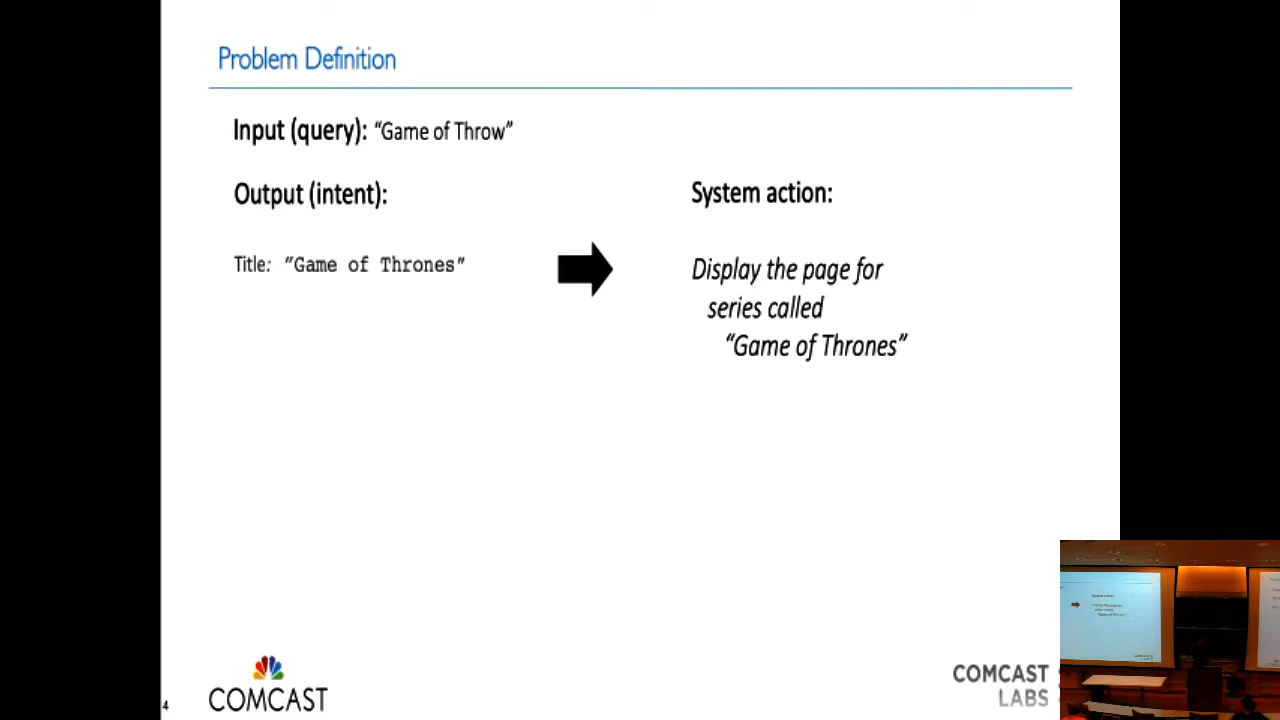 Problem Definition
Input (query): “Game of Throw”
Output (intent):
System action:
Title: “Game of Thrones”
Display the page for
series called
“Game of Thrones”
4
COMCAST
COMCAST
LABS